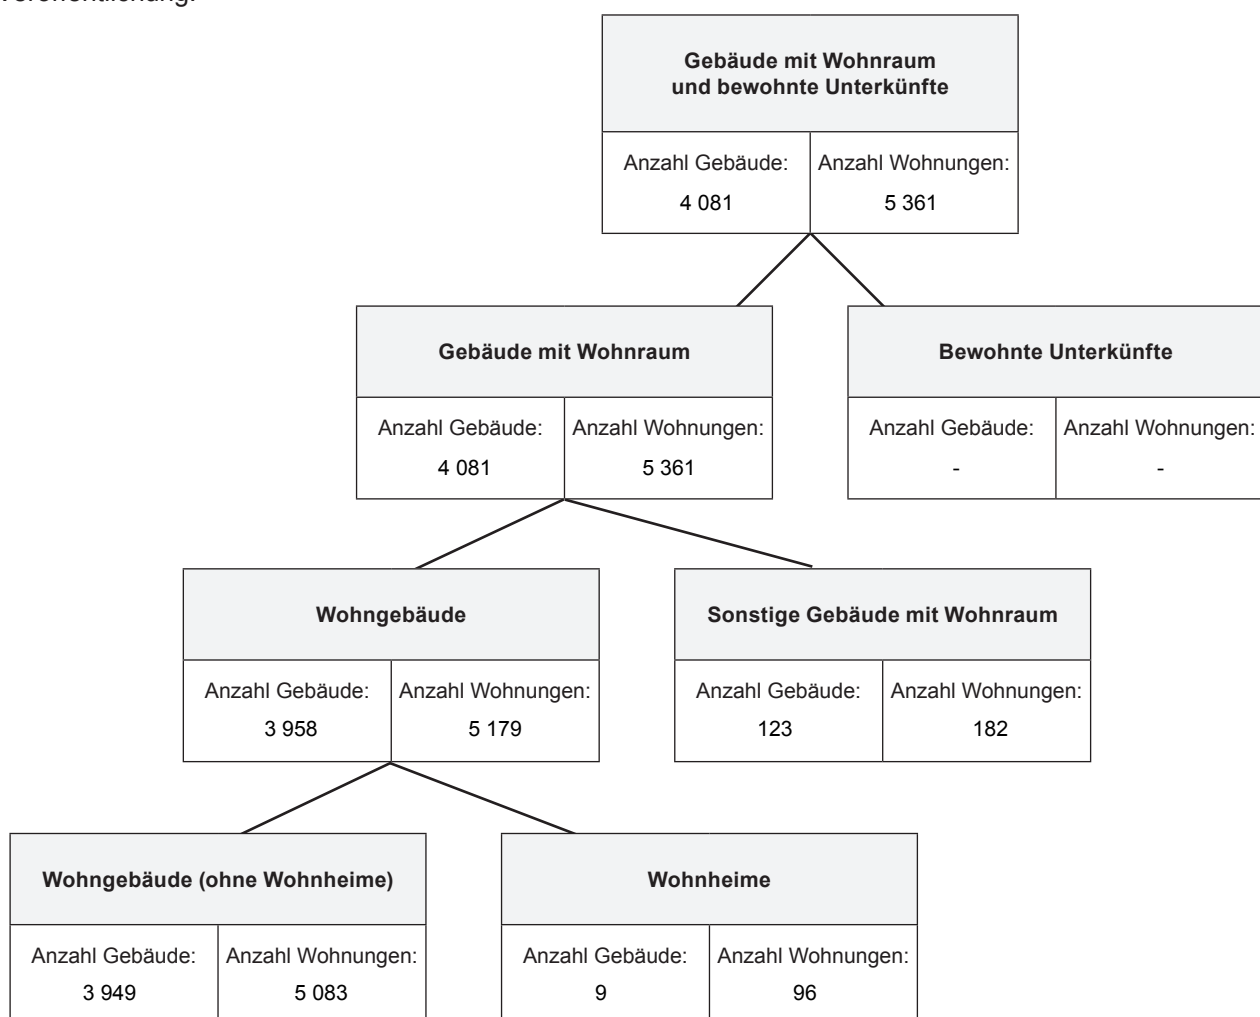 Veröffentlichung.
Gebäude mit Wohnraum
und bewohnte Unterkünfte
Anzahl Gebäude: Anzahl Wohnungen:
4 081 5 361
Gebäude mit Wohnraum Bewohnte Unterkünfte
Anzahl Gebäude: Anzahl Wohnungen: Anzahl Gebäude: Anzahl Wohnungen:
4 081 5 361 - -
Wohngebäude Sonstige Gebäude mit Wohnraum
Anzahl Gebäude: Anzahl Wohnungen: Anzahl Gebäude: Anzahl Wohnungen:
3 958 5 179 123 182
Wohngebäude (ohne Wohnheime) Wohnheime
Anzahl Gebäude: Anzahl Wohnungen: Anzahl Gebäude: Anzahl Wohnungen:
3 949 5 083 9 96